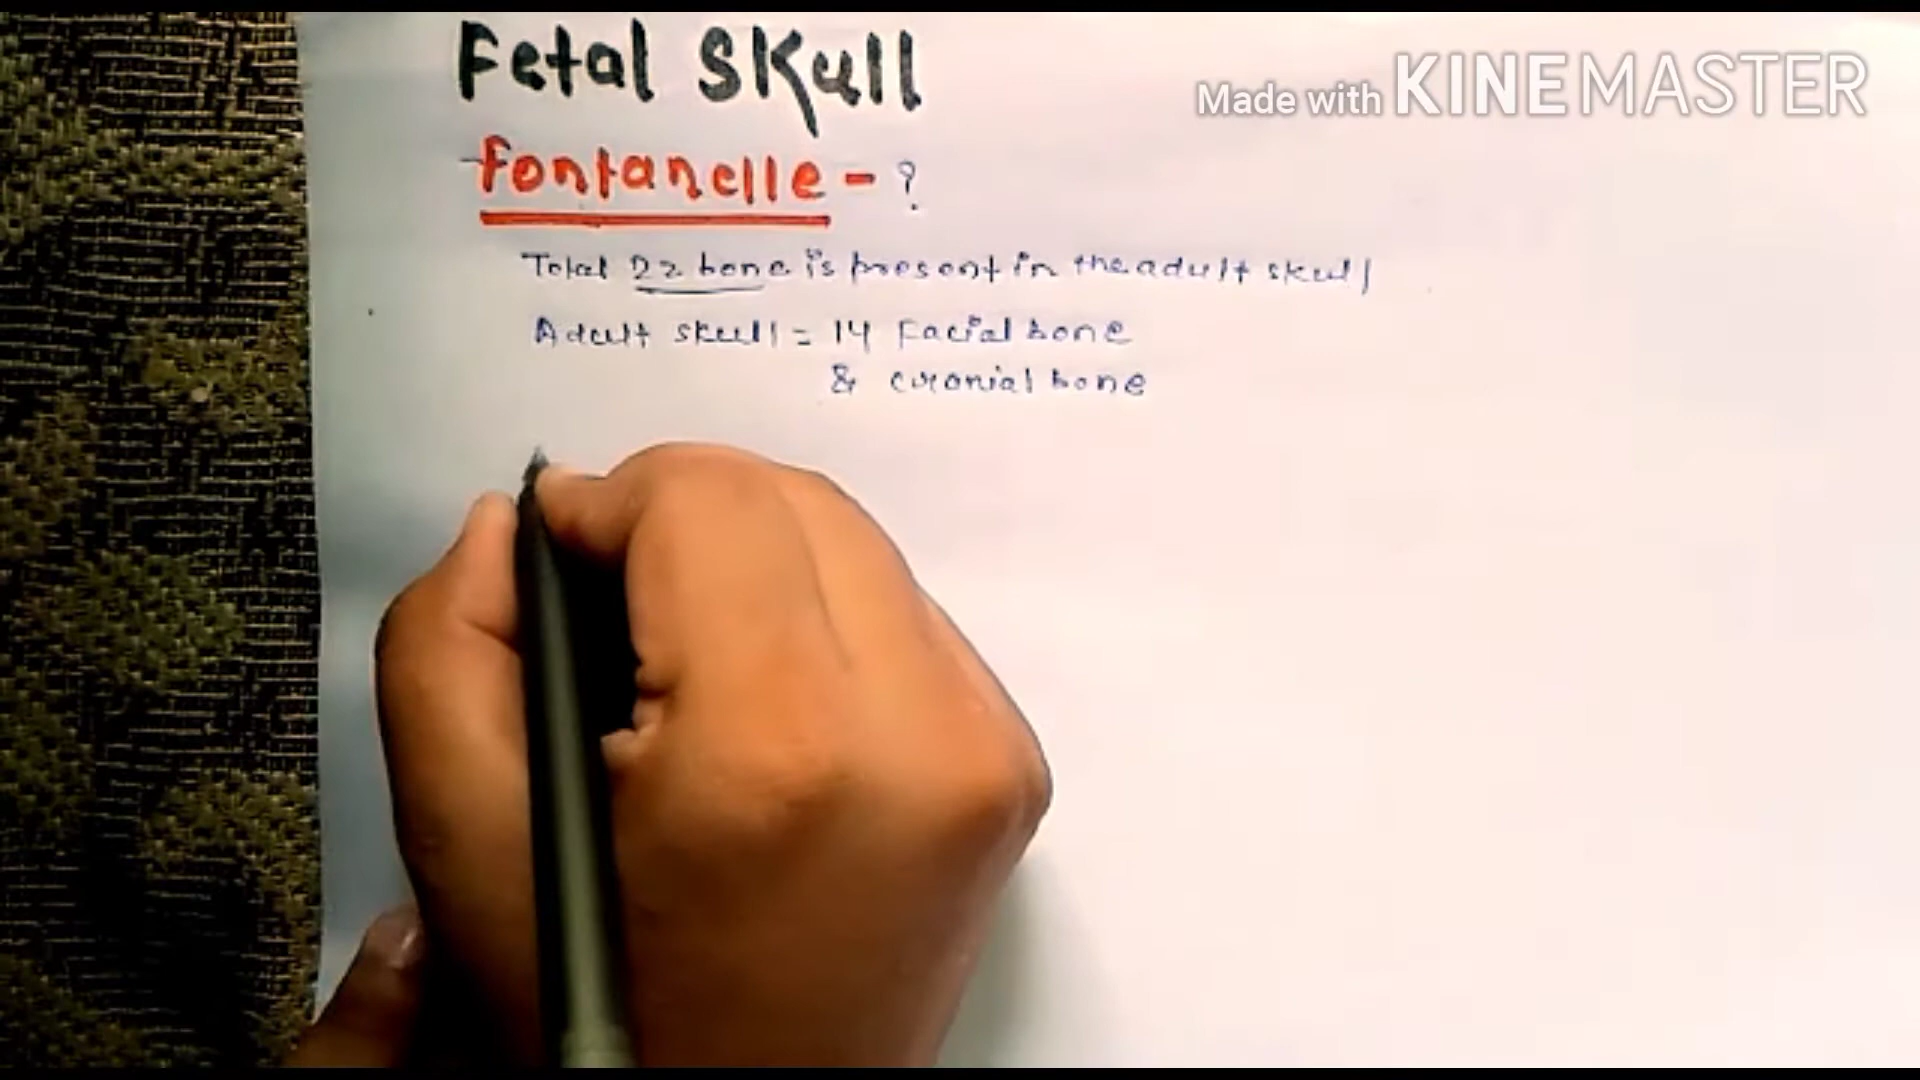 Fetal Skull
Made with KINEMASTER
Fontanelle - ?
Total 22 bone is present in the adult skull
Adult skull = 14 Facial bone
& cranial bone